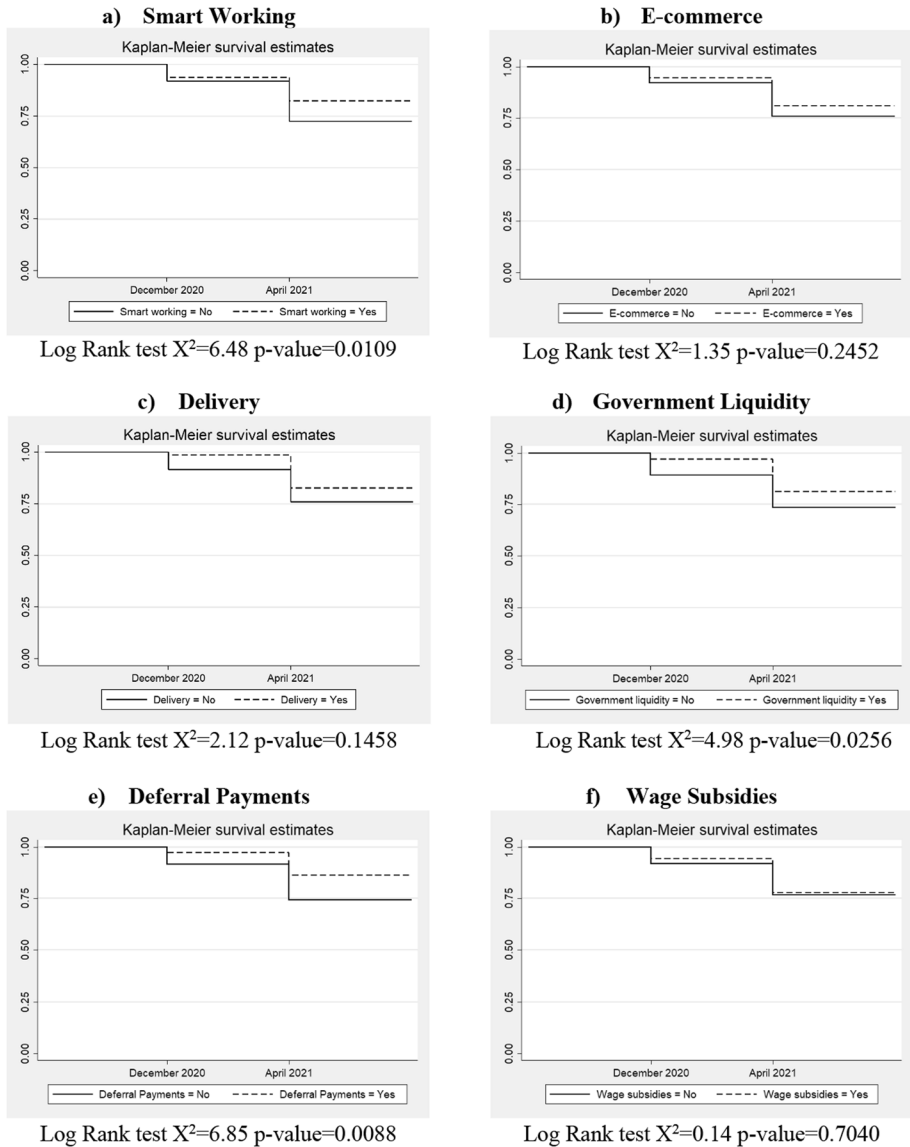 a) Smart Working
Kaplan-Meier survival estimates
1.00
0.75
0.50
0.25
0.00
December 2020 April 2021
Smart working = No Smart working = Yes
Log Rank test X²=6.48 p-value=0.0109
b) E-commerce
Kaplan-Meier survival estimates
1.00
0.75
0.50
0.25
0.00
December 2020 April 2021
E-commerce = No E-commerce = Yes
Log Rank test X²=1.35 p-value=0.2452
c) Delivery
Kaplan-Meier survival estimates
1.00
0.75
0.50
0.25
0.00
December 2020 April 2021
Delivery = No Delivery = Yes
Log Rank test X²=2.12 p-value=0.1458
d) Government Liquidity
Kaplan-Meier survival estimates
1.00
0.75
0.50
0.25
0.00
December 2020 April 2021
Government liquidity = No Government liquidity = Yes
Log Rank test X²=4.98 p-value=0.0256
e) Deferral Payments
Kaplan-Meier survival estimates
1.00
0.75
0.50
0.25
0.00
December 2020 April 2021
Deferral Payments = No Deferral Payments = Yes
Log Rank test X²=6.85 p-value=0.0088
f) Wage Subsidies
Kaplan-Meier survival estimates
1.00
0.75
0.50
0.25
0.00
December 2020 April 2021
Wage subsidies = No Wage subsidies = Yes
Log Rank test X²=0.14 p-value=0.7040